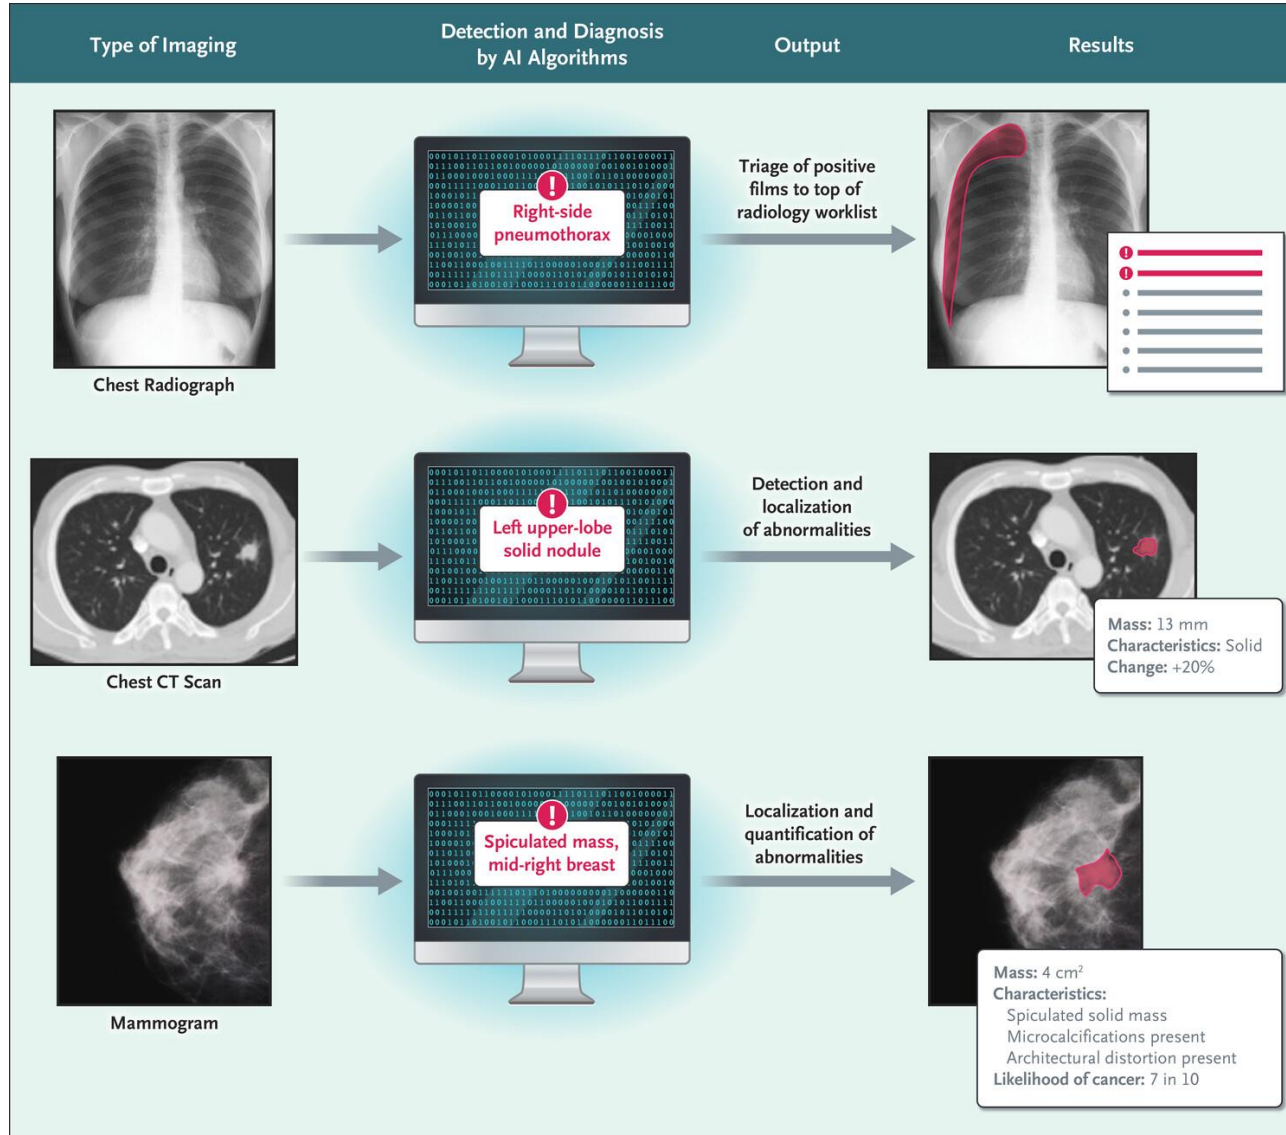 Type of Imaging
Detection and Diagnosis
by AI Algorithms
Output
Results
Right-side
pneumothorax
Triage of positive
films to top of
radiology worklist
Chest Radiograph
Left upper-lobe
solid nodule
Detection and
localization
of abnormalities
Mass: 13 mm
Characteristics: Solid
Change: +20%
Chest CT Scan
Spiculated mass,
mid-right breast
Localization and
quantification of
abnormalities
Mammogram
Mass: 4 cm²
Characteristics:
Spiculated solid mass
Microcalcifications present
Architectural distortion present
Likelihood of cancer: 7 in 10